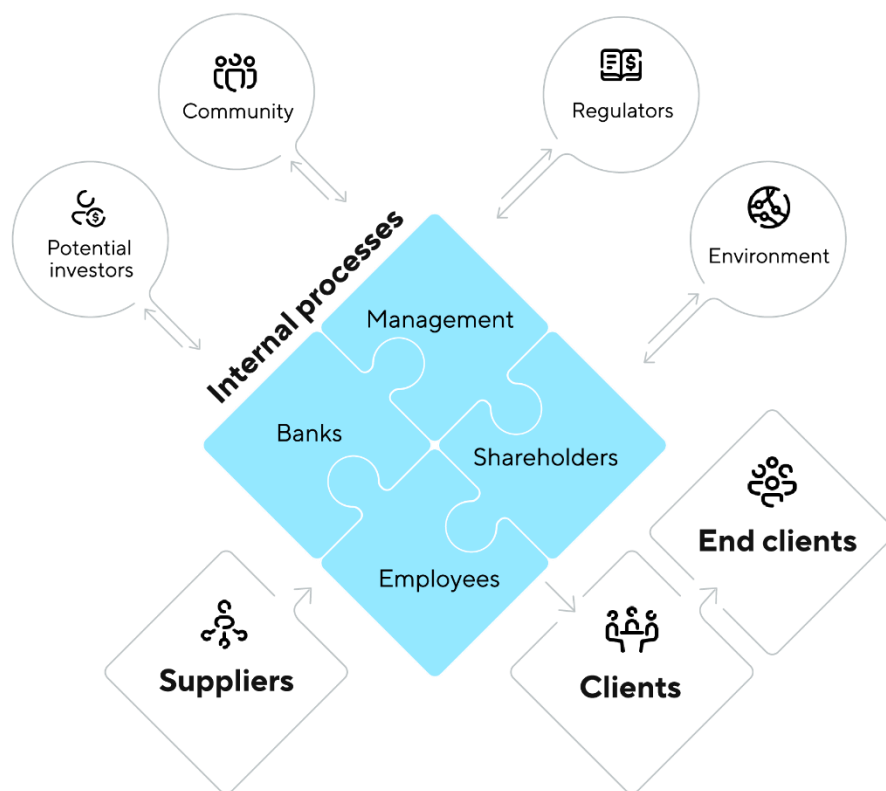 Community
Regulators
Potential
investors
Environment
Internal processes
Management
Banks
Shareholders
End clients
Employees
Suppliers
Clients